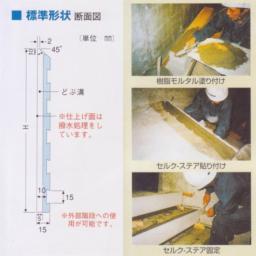 ■ 標準形状 断面図
〔単位 ㎜〕
2
45°
どぶ溝
※仕上げ面は
撥水処理をし
ています。
H
10
15
5
15
※外部階段への使
用が可能です。
樹脂モルタル塗り付け
セルク・ステア貼り付け
セルク・ステア固定